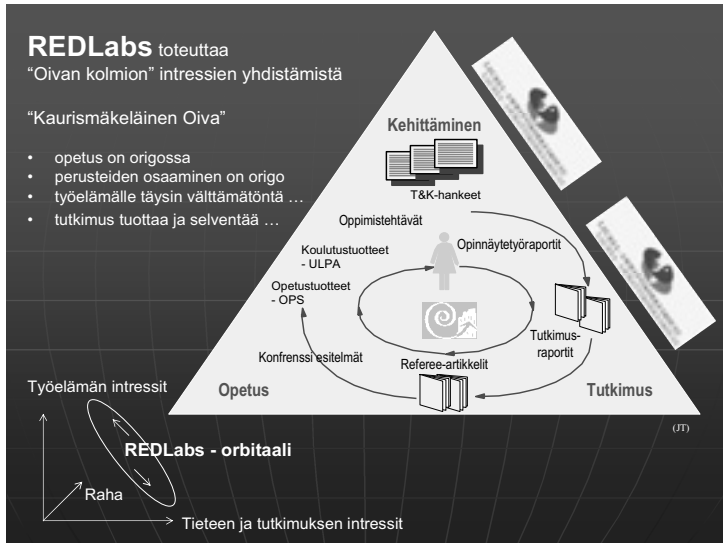 REDLabs toteuttaa
“Oivan kolmion” intressien yhdistämistä
“Kaurismäkeläinen Oiva”
• opetus on origossa
• perusteiden osaaminen on origo
• työelämälle täysin välttämätöntä …
• tutkimus tuottaa ja selventää …
Kehittäminen
T&K-hankeet
Oppimistehtävät
Opinnäytetyöraportit
Koulutustuotteet
- ULPA
Opetustuotteet
- OPS
Tutkimus-
raportit
Konfrenssi esitelmät
Referee-artikkelit
Opetus
Tutkimus
(JT)
Työelämän intressit
REDLabs - orbitaali
Raha
Tieteen ja tutkimuksen intressit